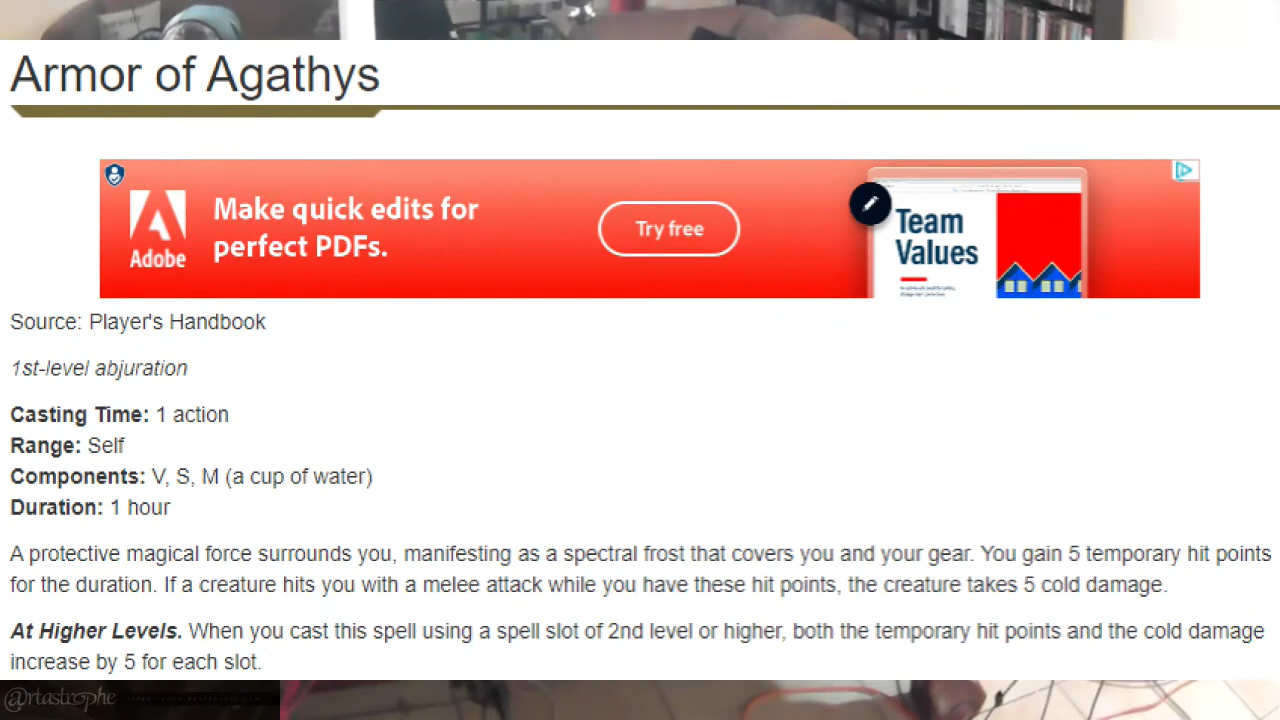 Armor of Agathys
Make quick edits for
perfect PDFs.
Adobe
Try free
Team
Values
Source: Player's Handbook
1st-level abjuration
Casting Time: 1 action
Range: Self
Components: V, S, M (a cup of water)
Duration: 1 hour
A protective magical force surrounds you, manifesting as a spectral frost that covers you and your gear. You gain 5 temporary hit points
for the duration. If a creature hits you with a melee attack while you have these hit points, the creature takes 5 cold damage.
At Higher Levels. When you cast this spell using a spell slot of 2nd level or higher, both the temporary hit points and the cold damage
increase by 5 for each slot.
@rtastrophe